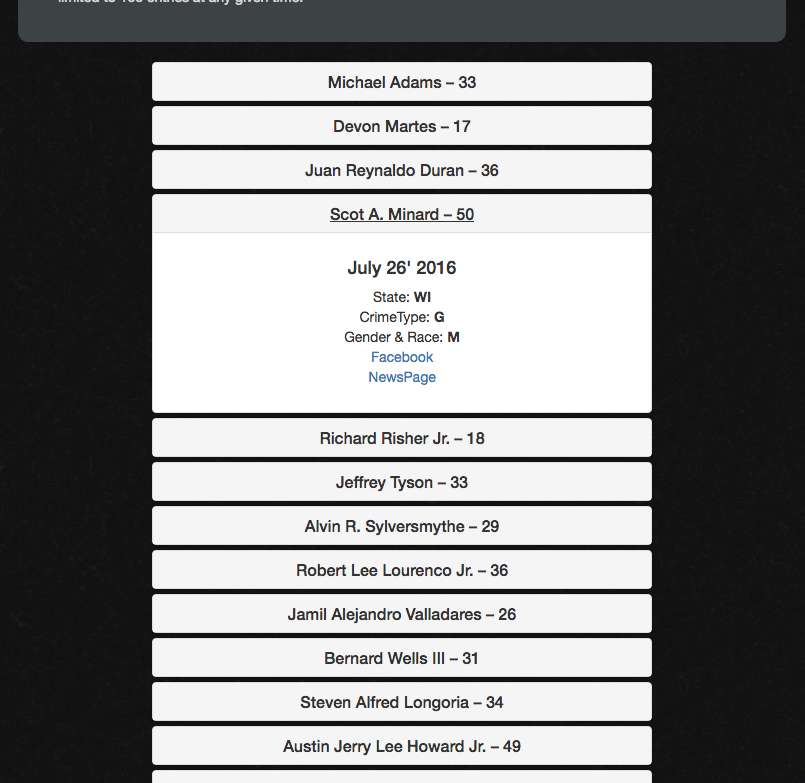 limited to 100 entries at any given time.
Michael Adams – 33
Devon Martes – 17
Juan Reynaldo Duran – 36
Scot A. Minard – 50
July 26' 2016
State: WI
CrimeType: G
Gender & Race: M
Facebook
NewsPage
Richard Risher Jr. – 18
Jeffrey Tyson – 33
Alvin R. Sylversmythe – 29
Robert Lee Lourenco Jr. – 36
Jamil Alejandro Valladares – 26
Bernard Wells III – 31
Steven Alfred Longoria – 34
Austin Jerry Lee Howard Jr. – 49